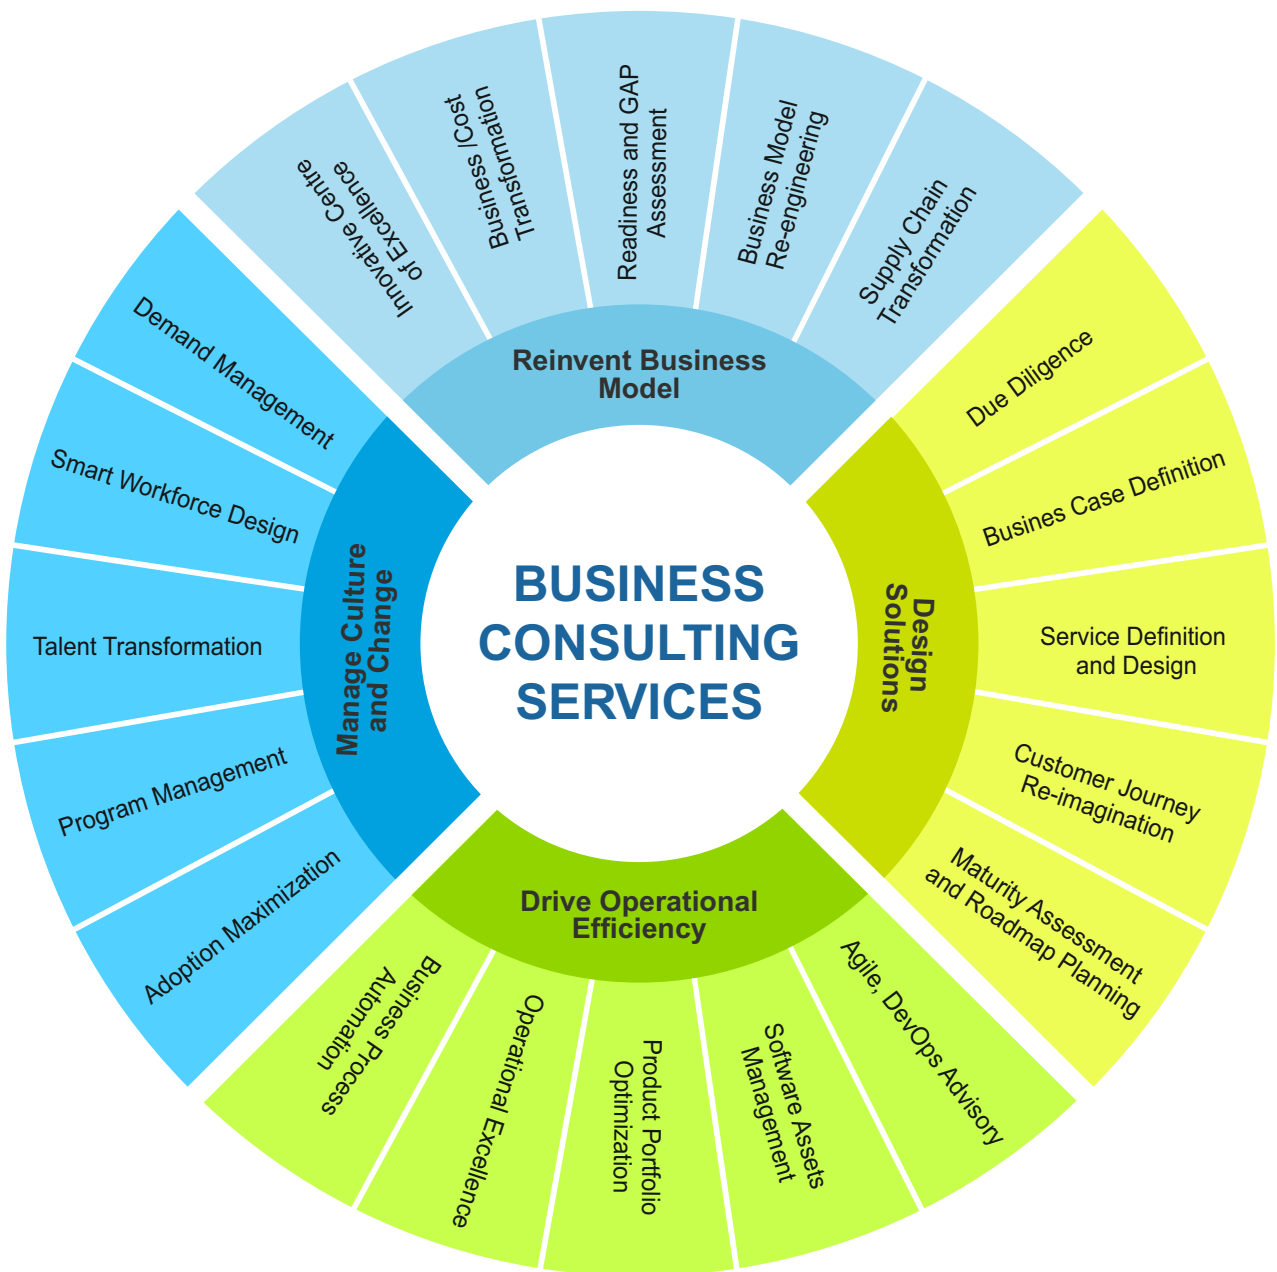 BUSINESS
CONSULTING
SERVICES
Reinvent Business
Model
Innovative Centre
of Excellence
Business /Cost
Transformation
Readiness and GAP
Assessment
Business Model
Re-engineering
Supply Chain
Transformation
Design
Solutions
Due Diligence
Busines Case Definition
Service Definition
and Design
Customer Journey
Re-imagination
Maturity Assessment
and Roadmap Planning
Drive Operational
Efficiency
Agile, DevOps Advisory
Software Assets
Management
Product Portfolio
Optimization
Operational Excellence
Business Process
Automation
Manage Culture
and Change
Adoption Maximization
Program Management
Talent Transformation
Smart Workforce Design
Demand Management